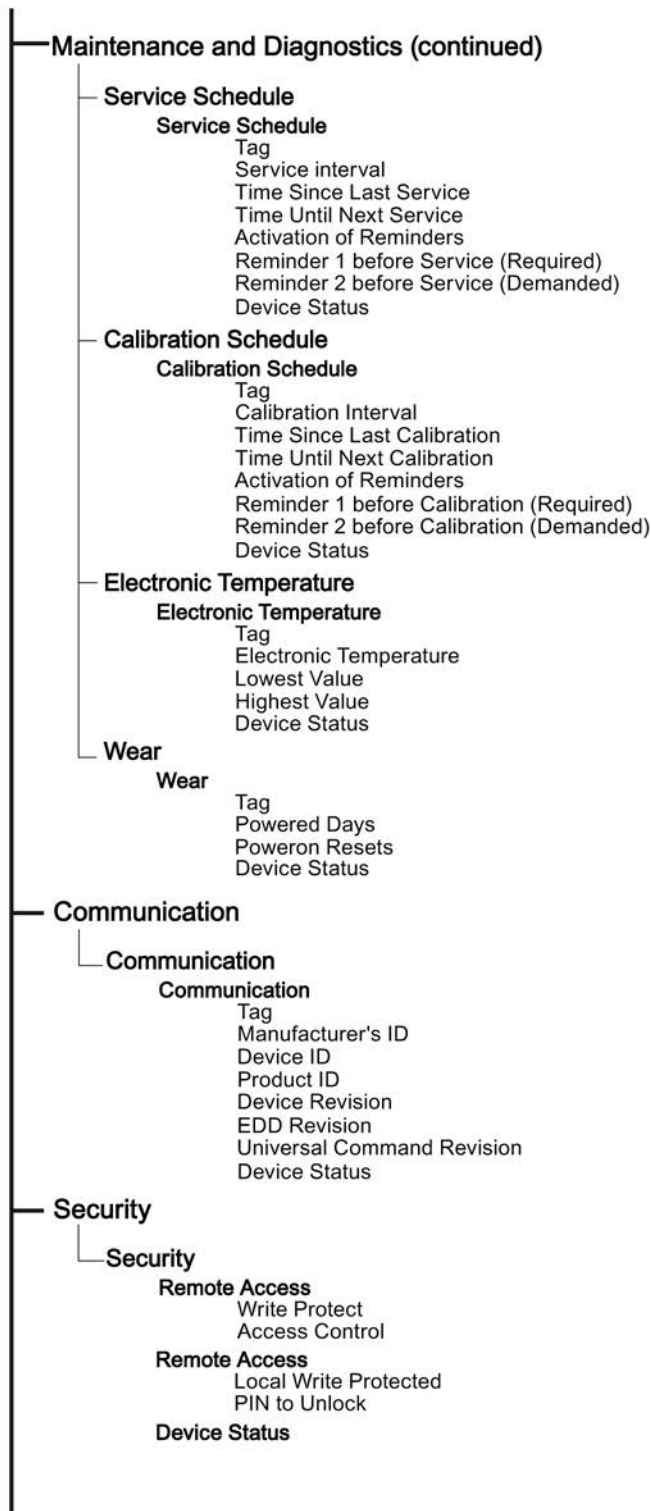 Maintenance and Diagnostics (continued)
Service Schedule
Service Schedule
Tag
Service interval
Time Since Last Service
Time Until Next Service
Activation of Reminders
Reminder 1 before Service (Required)
Reminder 2 before Service (Demanded)
Device Status
Calibration Schedule
Calibration Schedule
Tag
Calibration Interval
Time Since Last Calibration
Time Until Next Calibration
Activation of Reminders
Reminder 1 before Calibration (Required)
Reminder 2 before Calibration (Demanded)
Device Status
Electronic Temperature
Electronic Temperature
Tag
Electronic Temperature
Lowest Value
Highest Value
Device Status
Wear
Wear
Tag
Powered Days
Poweron Resets
Device Status
Communication
Communication
Communication
Tag
Manufacturer's ID
Device ID
Product ID
Device Revision
EDD Revision
Universal Command Revision
Device Status
Security
Security
Remote Access
Write Protect
Access Control
Remote Access
Local Write Protected
PIN to Unlock
Device Status